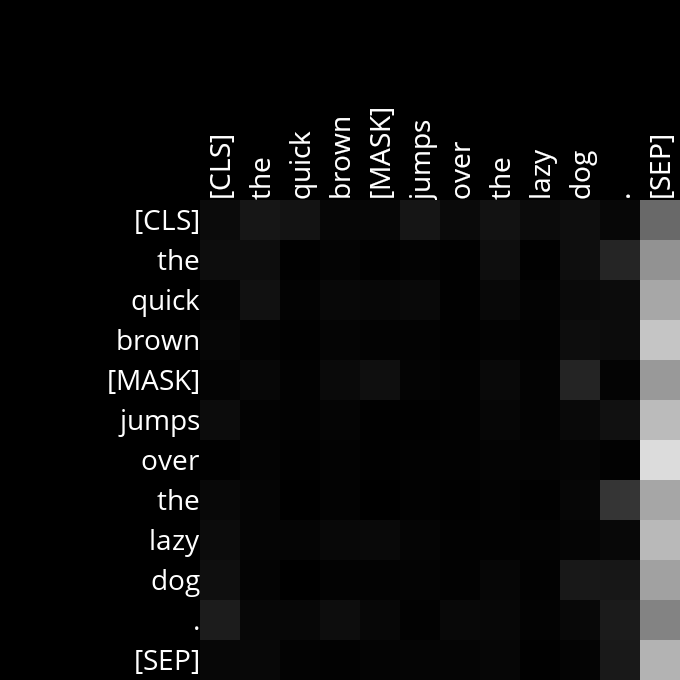 [CLS] the quick brown [MASK] jumps over the lazy dog . [SEP]
[CLS]
the
quick
brown
[MASK]
jumps
over
the
lazy
dog
.
[SEP]